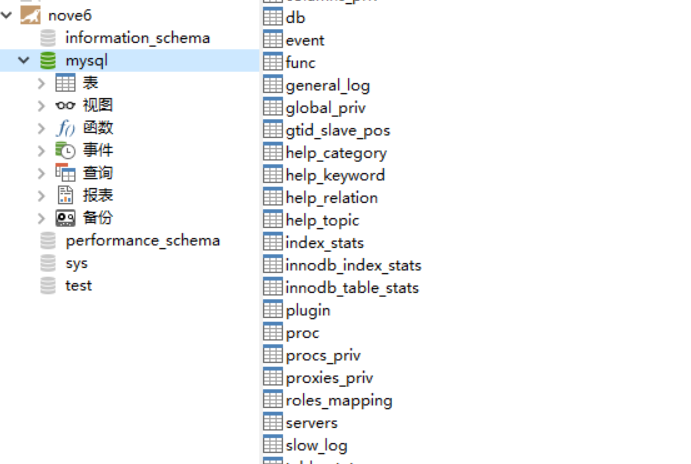 nove6
information_schema
mysql
表
视图
函数
事件
查询
报表
备份
performance_schema
sys
test
db
event
func
general_log
global_priv
gtid_slave_pos
help_category
help_keyword
help_relation
help_topic
index_stats
innodb_index_stats
innodb_table_stats
plugin
proc
procs_priv
proxies_priv
roles_mapping
servers
slow_log